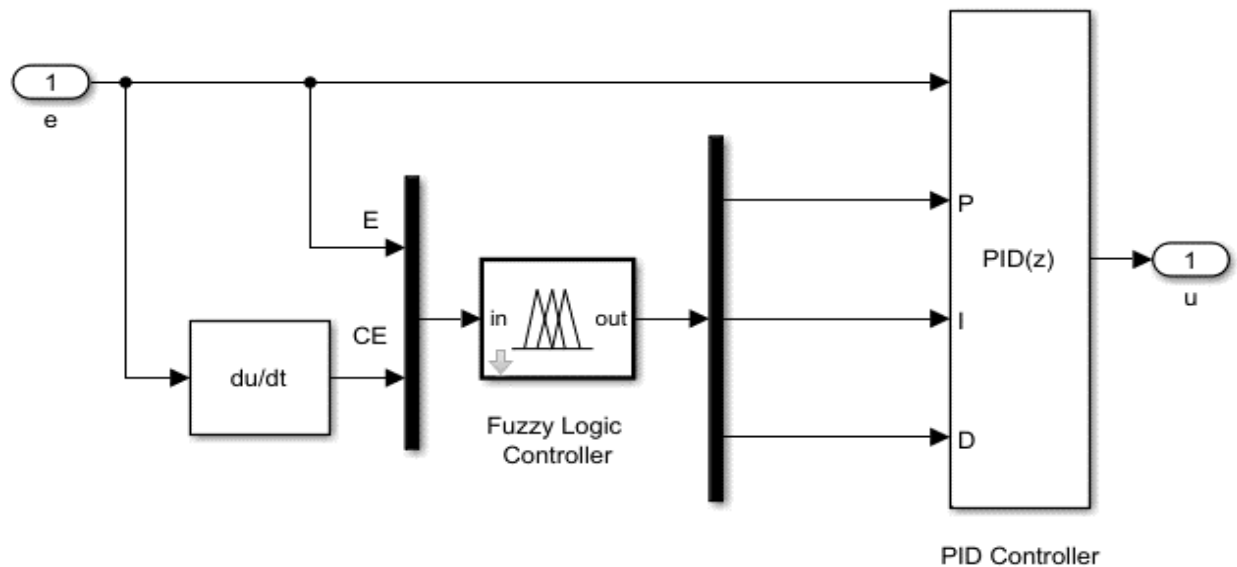 1
e
E
CE
du/dt
in
out
Fuzzy Logic
Controller
P
I
D
PID(z)
PID Controller
1
u